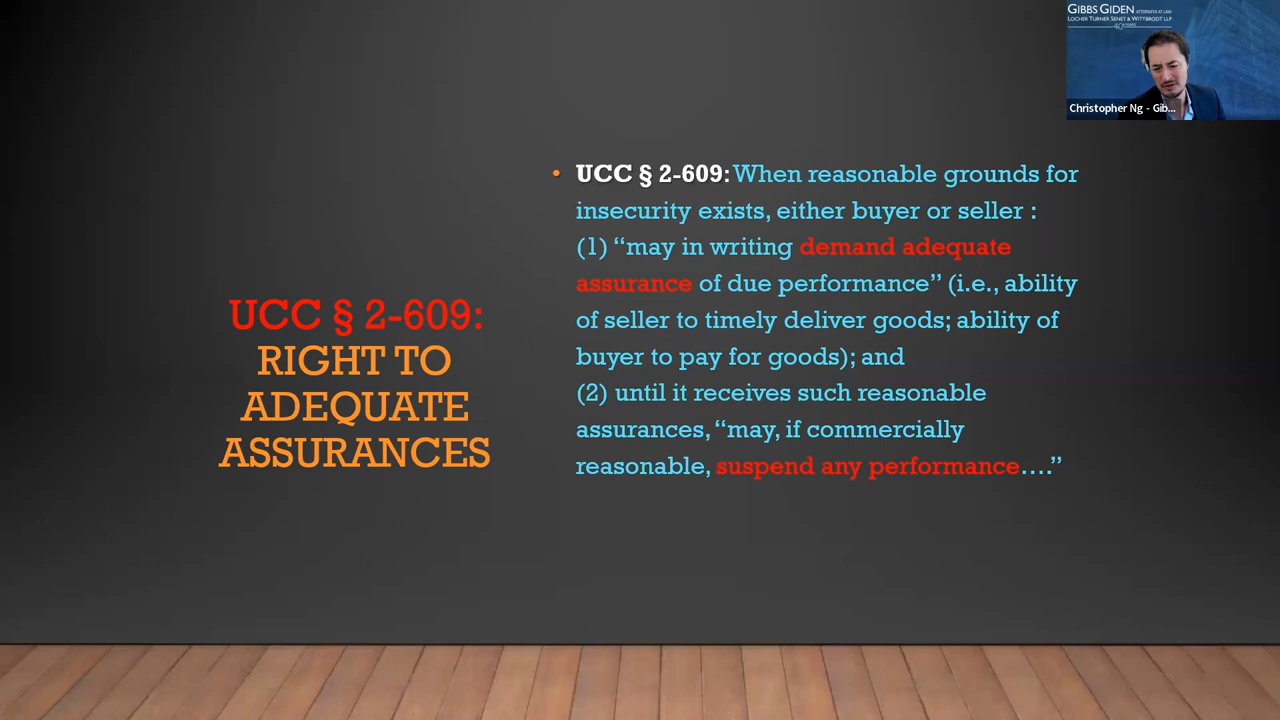 GIBBS GIDEN ATTORNEYS AT LAW
LOCHER TURNER SENET & WITTBRODT LLP
40 YEARS
Christopher Ng - Gib...
UCC § 2-609:
RIGHT TO
ADEQUATE
ASSURANCES
• UCC § 2-609: When reasonable grounds for
insecurity exists, either buyer or seller :
(1) “may in writing demand adequate
assurance of due performance” (i.e., ability
of seller to timely deliver goods; ability of
buyer to pay for goods); and
(2) until it receives such reasonable
assurances, “may, if commercially
reasonable, suspend any performance….”